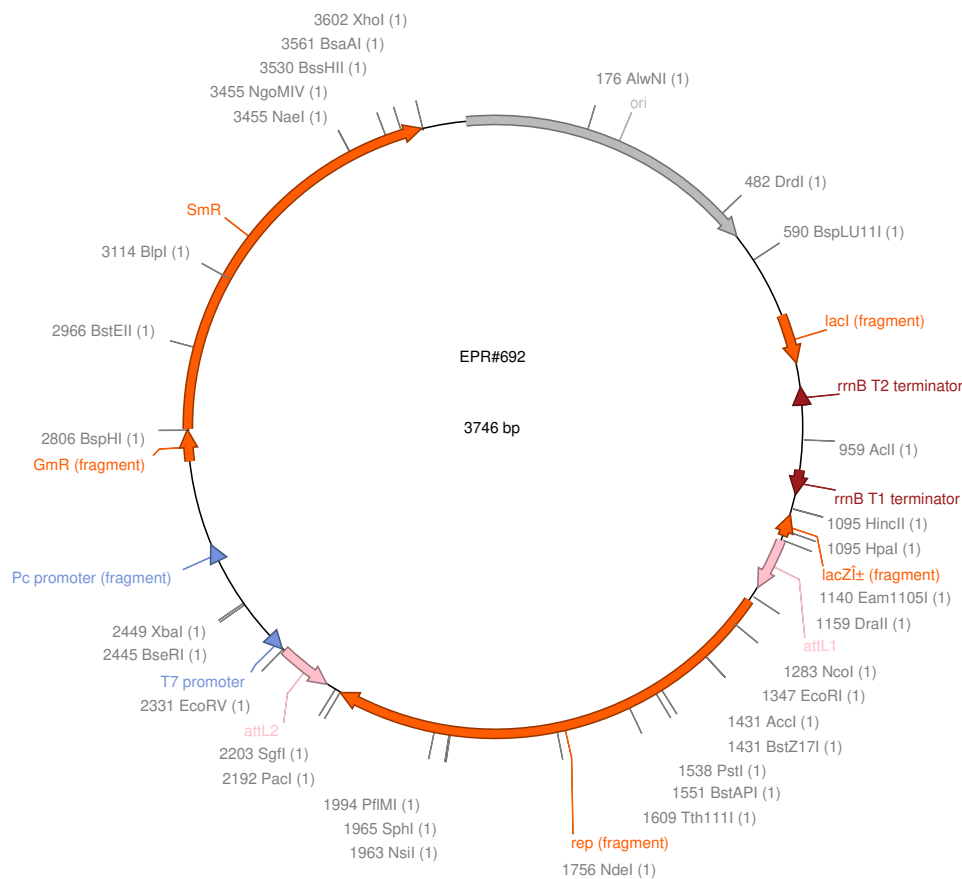 3602 XhoI (1)
3561 BsaAI (1)
3530 BssHII (1)
3455 NgoMIV (1)
3455 NaeI (1)
176 AlwNI (1)
ori
482 DrdI (1)
590 BspLU11I (1)
SmR
3114 BlpI (1)
2966 BstEII (1)
lacI (fragment)
EPR#692
rrnB T2 terminator
3746 bp
2806 BspHI (1)
GmR (fragment)
959 AclI (1)
rrnB T1 terminator
1095 HincII (1)
1095 HpaI (1)
lacZÎ± (fragment)
Pc promoter (fragment)
1140 Eam1105I (1)
1159 DraII (1)
attL1
2449 XbaI (1)
2445 BseRI (1)
T7 promoter
2331 EcoRV (1)
attL2
2203 SgfI (1)
2192 PacI (1)
1283 NcoI (1)
1347 EcoRI (1)
1431 AccI (1)
1431 BstZ17I (1)
1538 PstI (1)
1551 BstAPI (1)
1609 Tth111I (1)
1994 PflMI (1)
1965 SphI (1)
1963 NsiI (1)
rep (fragment)
1756 NdeI (1)